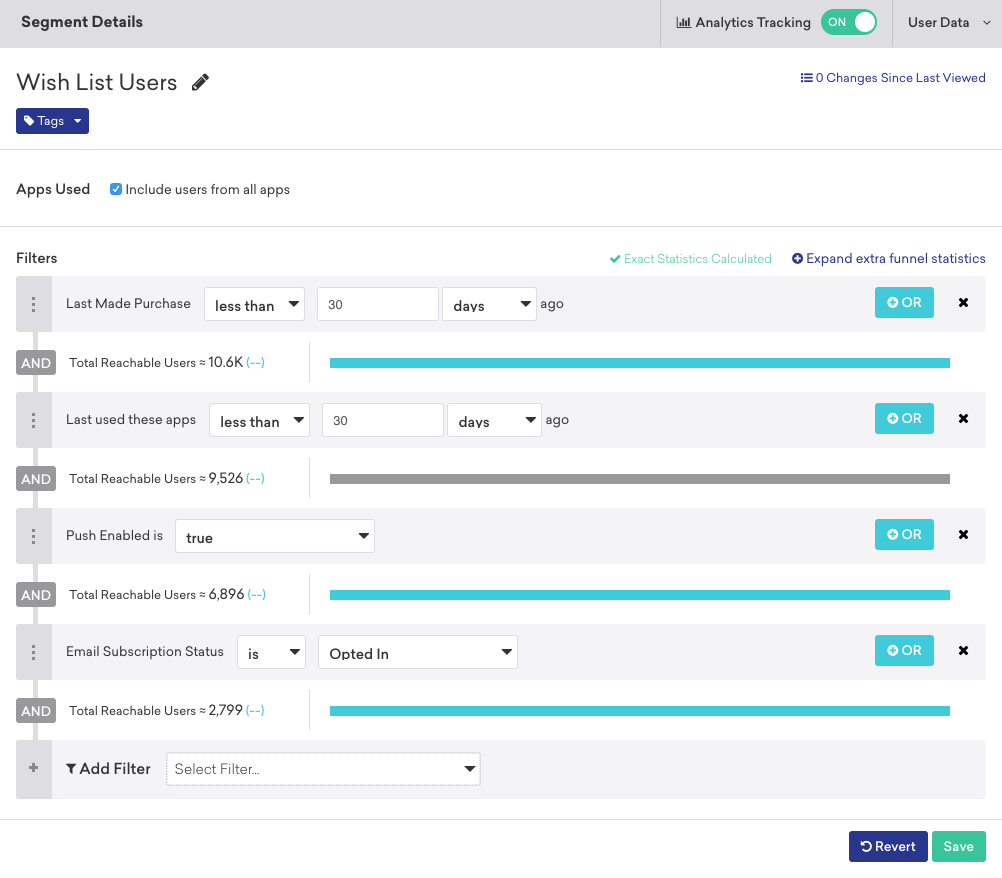 Segment Details
Analytics Tracking ON User Data
Wish List Users
0 Changes Since Last Viewed
Tags
Apps Used Include users from all apps
Filters Exact Statistics Calculated Expand extra funnel statistics
Last Made Purchase less than 30 days ago OR
AND Total Reachable Users ≈ 10.6K (--)
Last used these apps less than 30 days ago OR
AND Total Reachable Users ≈ 9,526 (--)
Push Enabled is true OR
AND Total Reachable Users ≈ 6,896 (--)
Email Subscription Status is Opted In OR
AND Total Reachable Users ≈ 2,799 (--)
+ Add Filter Select Filter...
Revert Save